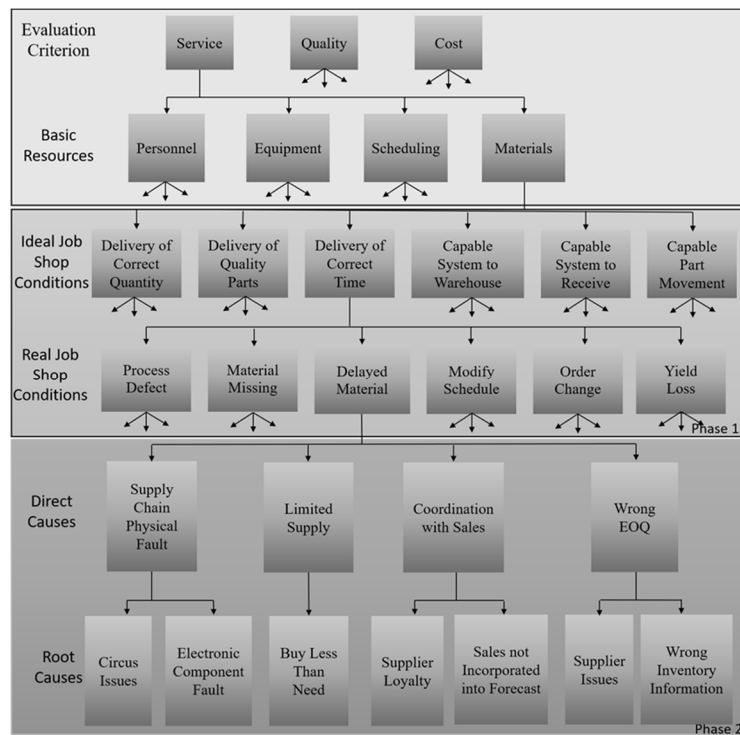 Evaluation
Criterion
Service
Quality
Cost
Basic
Resources
Personnel
Equipment
Scheduling
Materials
Ideal Job
Shop
Conditions
Delivery of
Correct
Quantity
Delivery of
Quality
Parts
Delivery of
Correct
Time
Capable
System to
Warehouse
Capable
System to
Receive
Capable
Part
Movement
Real Job
Shop
Conditions
Process
Defect
Material
Missing
Delayed
Material
Modify
Schedule
Order
Change
Yield
Loss
Phase 1
Direct
Causes
Supply
Chain
Physical
Fault
Limited
Supply
Coordination
with Sales
Wrong
EOQ
Root
Causes
Circus
Issues
Electronic
Component
Fault
Buy Less
Than
Need
Supplier
Loyalty
Sales not
Incorporated
into Forecast
Supplier
Issues
Wrong
Inventory
Information
Phase 2